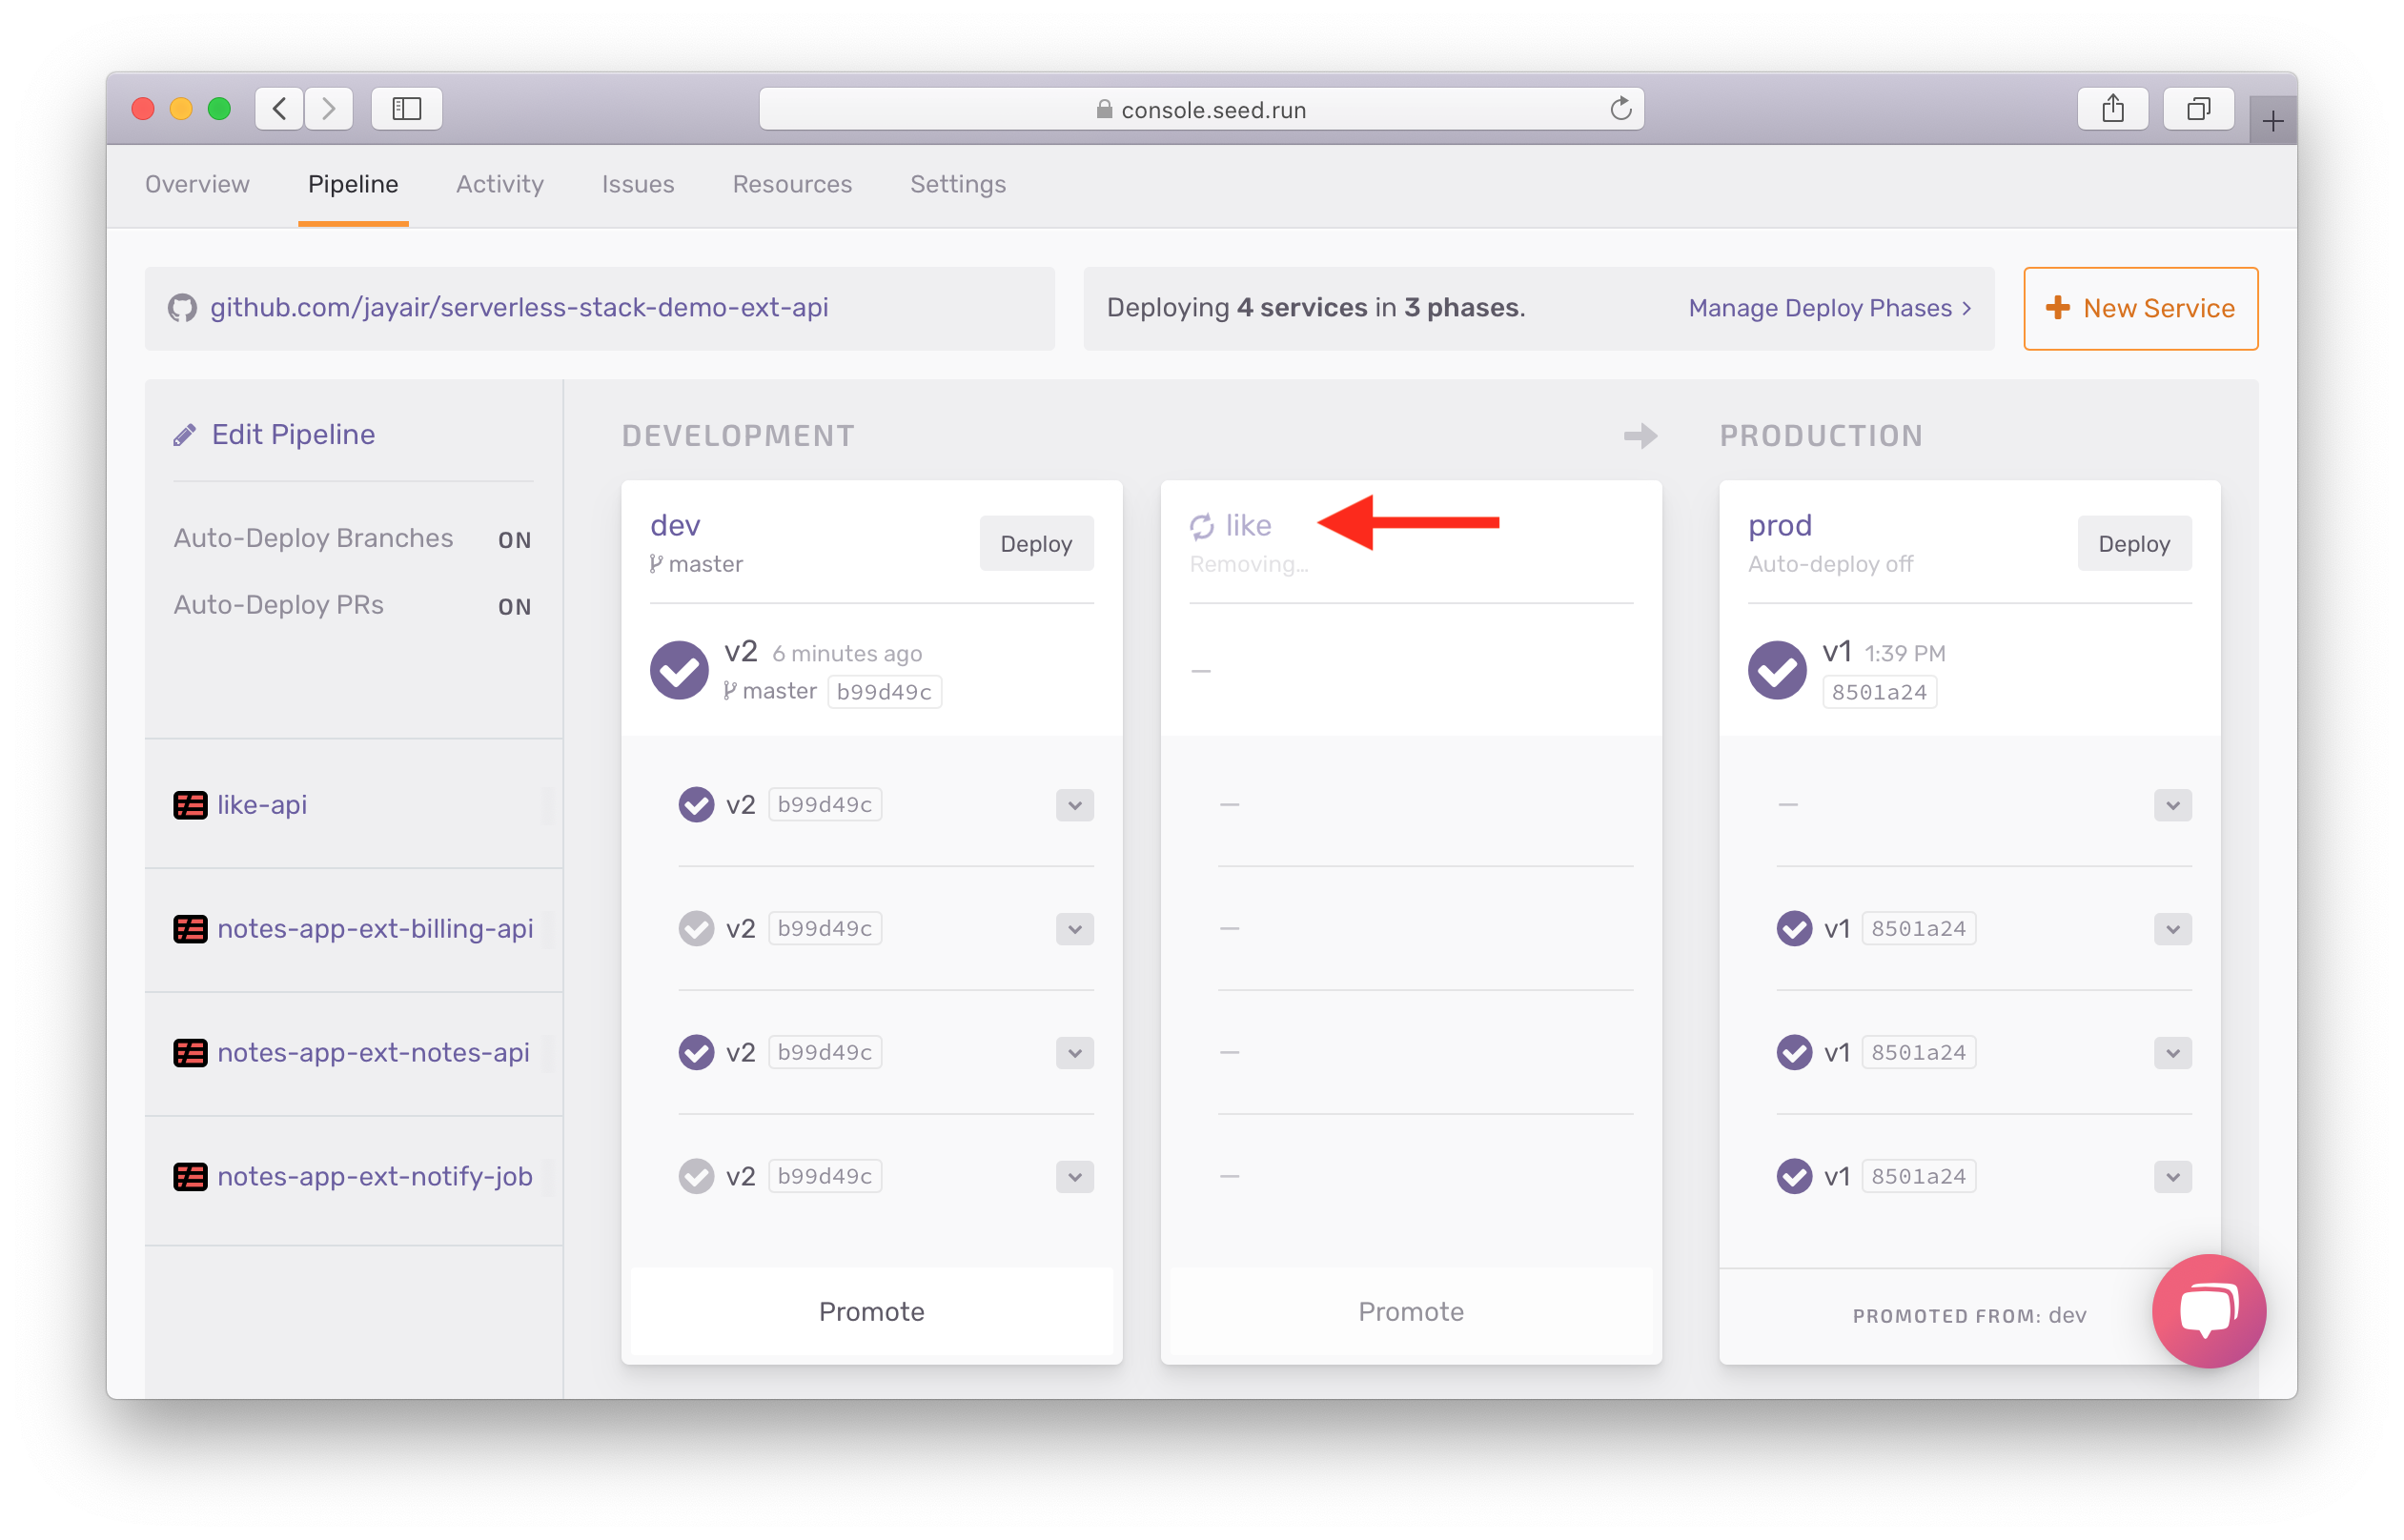 console.seed.run
Overview Pipeline Activity Issues Resources Settings
github.com/jayair/serverless-stack-demo-ext-api
Deploying 4 services in 3 phases.
Manage Deploy Phases
New Service
Edit Pipeline
Auto-Deploy Branches ON
Auto-Deploy PRs ON
like-api
notes-app-ext-billing-api
notes-app-ext-notes-api
notes-app-ext-notify-job
DEVELOPMENT
dev
master
Deploy
v2 6 minutes ago
master b99d49c
v2 b99d49c
v2 b99d49c
v2 b99d49c
v2 b99d49c
Promote
like
Removing...
Promote
PRODUCTION
prod
Auto-deploy off
Deploy
v1 1:39 PM
8501a24
v1 8501a24
v1 8501a24
v1 8501a24
PROMOTED FROM: dev